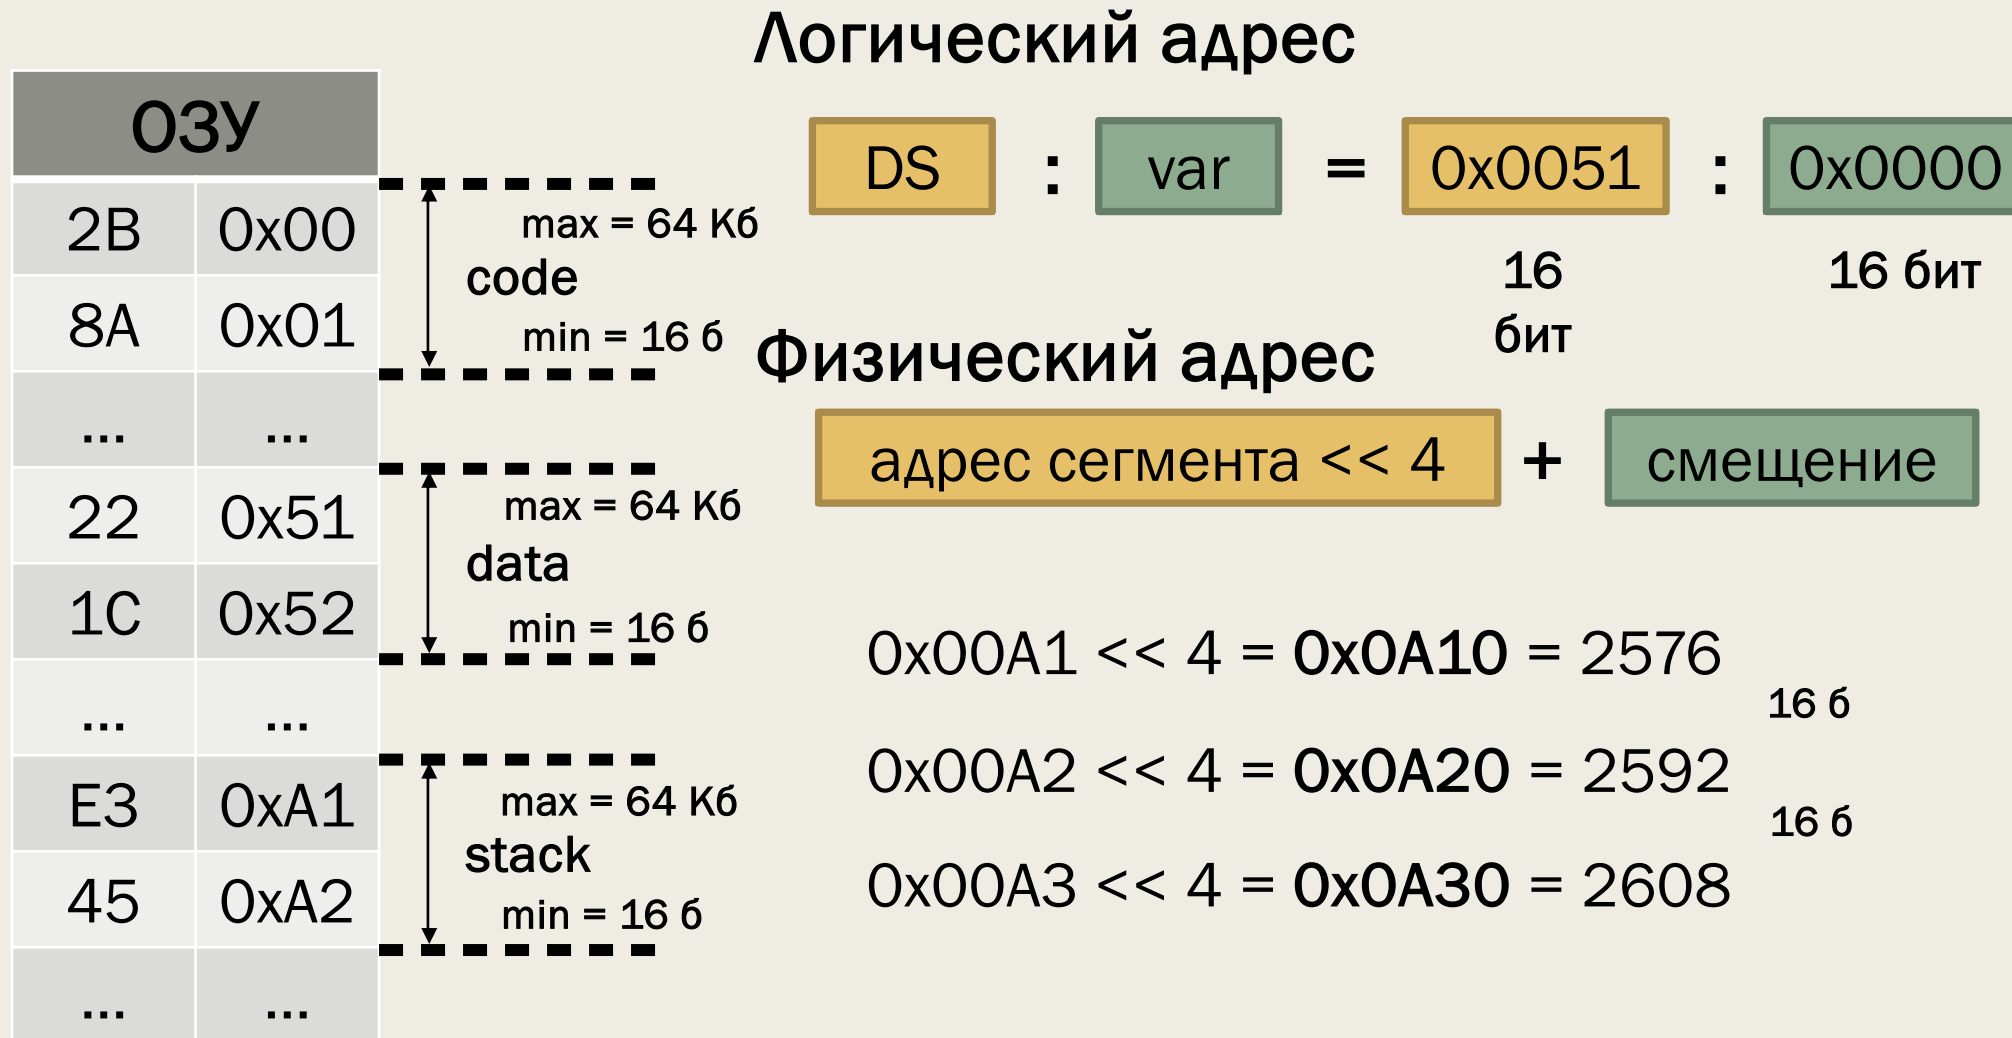 Логический адрес
ОЗУ
DS : var = 0x0051 : 0x0000
16 бит
16 бит
Физический адрес
адрес сегмента << 4 + смещение
2B 0x00
8A 0x01
... ...
22 0x51
1C 0x52
... ...
E3 0xA1
45 0xA2
... ...
max = 64 Кб
code
min = 16 б
max = 64 Кб
data
min = 16 б
max = 64 Кб
stack
min = 16 б
0x00A1 << 4 = 0x0A10 = 2576
16 б
0x00A2 << 4 = 0x0A20 = 2592
16 б
0x00A3 << 4 = 0x0A30 = 2608